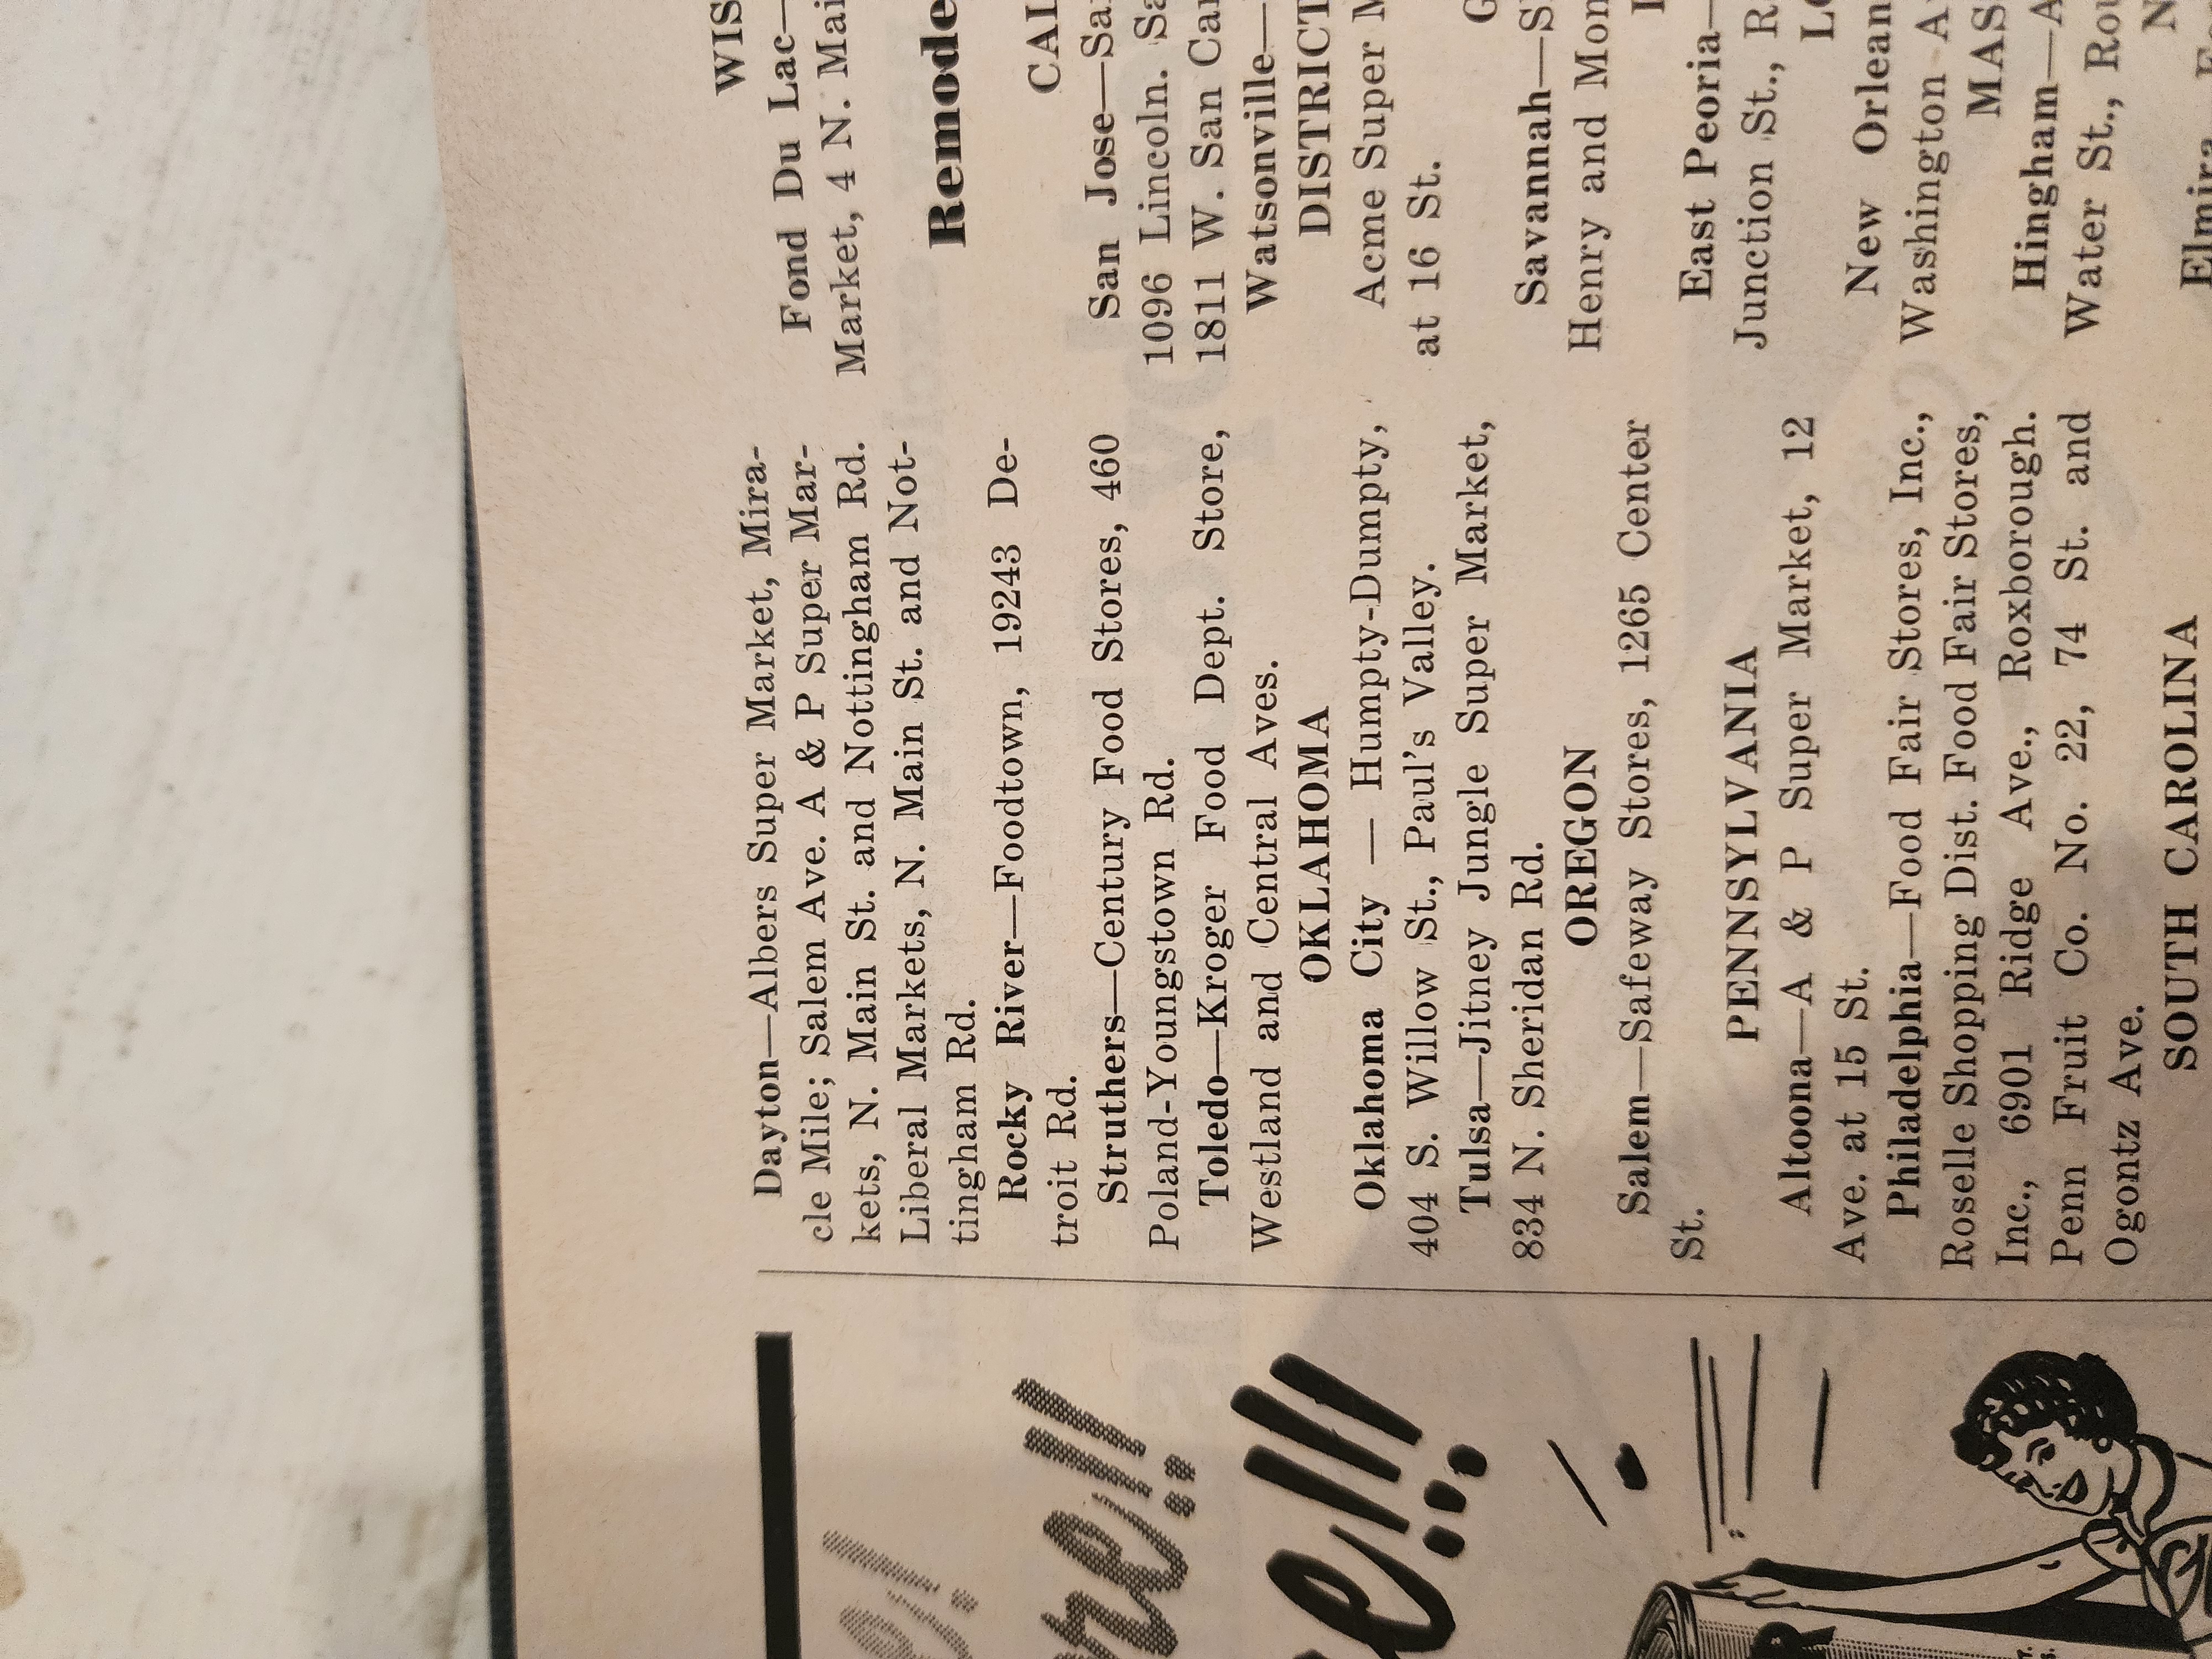 Dayton—Albers Super Market, Mira-
cle Mile; Salem Ave. A & P Super Mar-
kets, N. Main St. and Nottingham Rd.
Liberal Markets, N. Main St. and Not-
tingham Rd.
Rocky River—Foodtown, 19243 De-
troit Rd.
Struthers—Century Food Stores, 460
Poland-Youngstown Rd.
Toledo—Kroger Food Dept. Store,
Westland and Central Aves.
OKLAHOMA
Oklahoma City — Humpty-Dumpty,
404 S. Willow St., Paul's Valley.
Tulsa—Jitney Jungle Super Market,
834 N. Sheridan Rd.
OREGON
Salem—Safeway Stores, 1265 Center
St.
PENNSYLVANIA
Altoona—A & P Super Market, 12
Ave. at 15 St.
Philadelphia—Food Fair Stores, Inc.,
Roselle Shopping Dist. Food Fair Stores,
Inc., 6901 Ridge Ave., Roxborough.
Penn Fruit Co. No. 22, 74 St. and
Ogontz Ave.
SOUTH CAROLINA
WIS
Fond Du Lac—
Market, 4 N. Mai
Remode
CAL
San Jose—Sa
1096 Lincoln. Sa
1811 W. San Car
Watsonville—
DISTRICT
Acme Super M
at 16 St.
G
Savannah—S
Henry and Mon
East Peoria—
Junction St., R
LO
New Orlean
Washington A
MAS
Hingham—A
Water St., Rou
N
Elmira